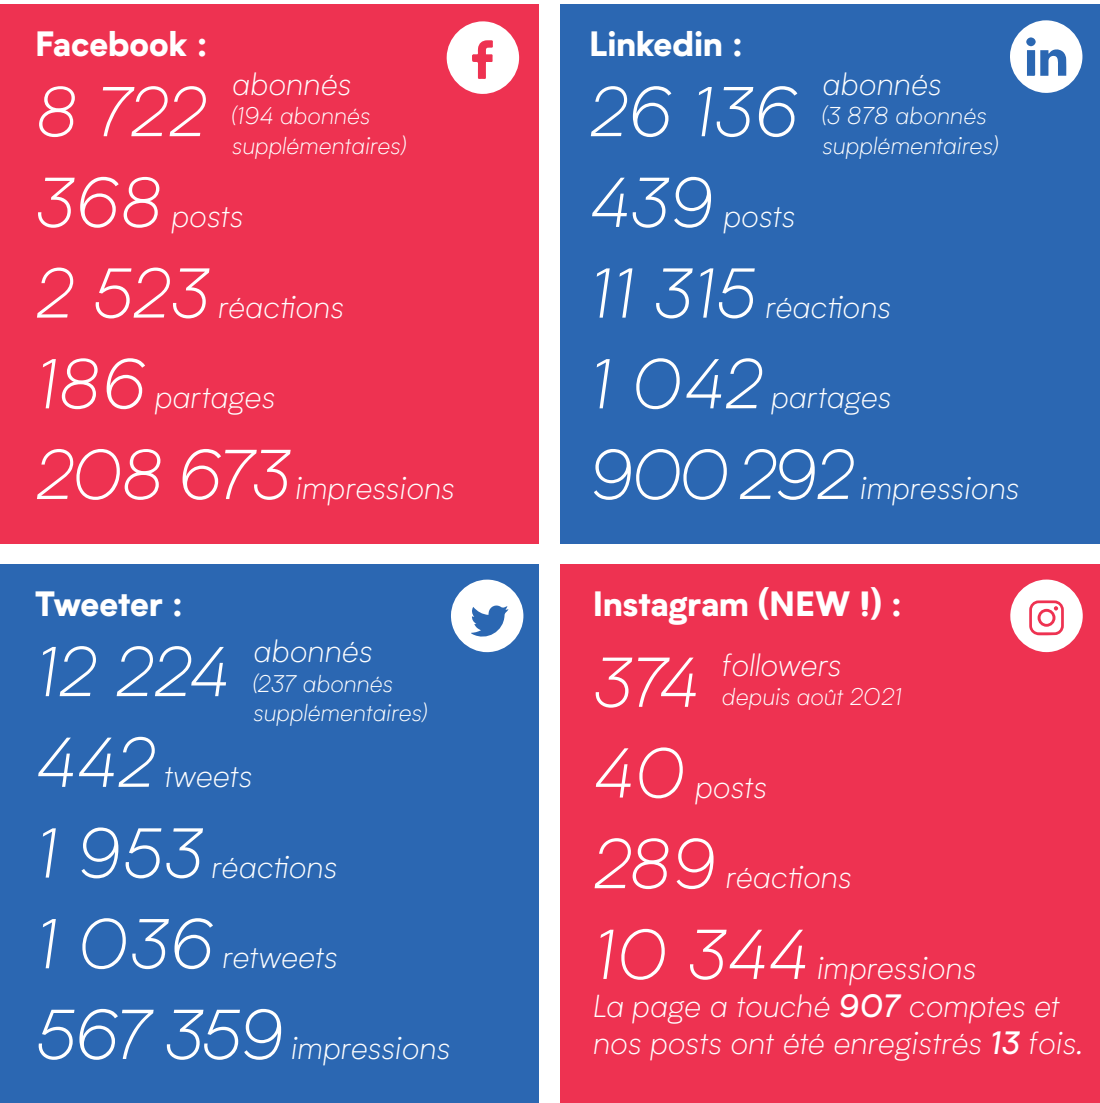 Facebook :
8 722 abonnés
(194 abonnés
supplémentaires)
368 posts
2 523 réactions
186 partages
208 673 impressions
Linkedin :
in
26 136 abonnés
(3 878 abonnés
supplémentaires)
439 posts
11 315 réactions
1 042 partages
900 292 impressions
Tweeter :
12 224 abonnés
(237 abonnés
supplémentaires)
442 tweets
1 953 réactions
1 036 retweets
567 359 impressions
Instagram (NEW !) :
374 followers
depuis août 2021
40 posts
289 réactions
10 344 impressions
La page a touché 907 comptes et
nos posts ont été enregistrés 13 fois.